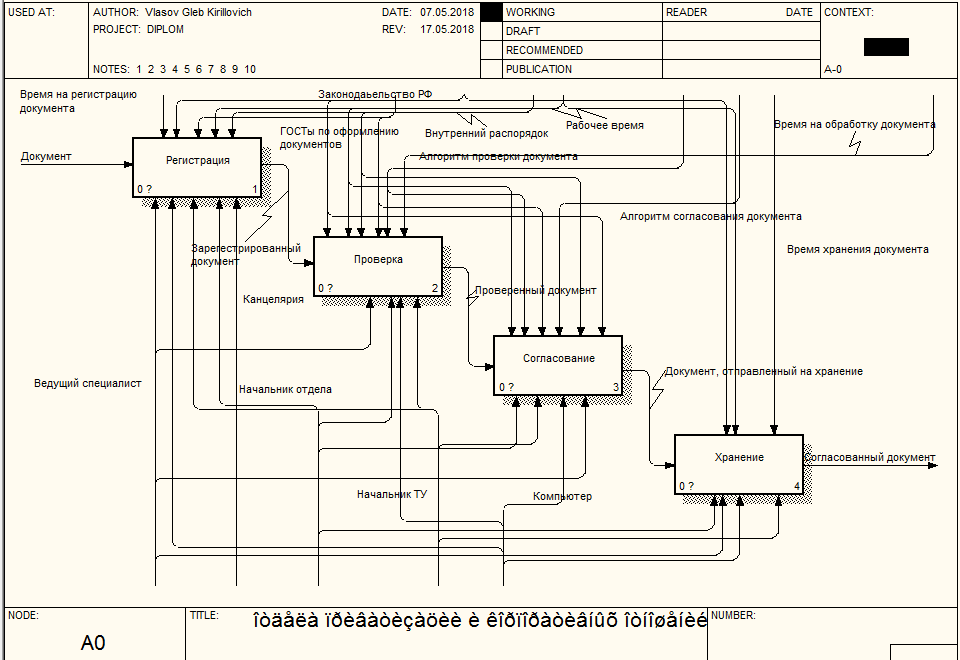 USED AT:
AUTHOR: Vlasov Gleb Kirillovich
DATE: 07.05.2018
WORKING
READER
DATE
CONTEXT:
PROJECT: DIPLOM
REV: 17.05.2018
DRAFT
RECOMMENDED
NOTES: 1 2 3 4 5 6 7 8 9 10
PUBLICATION
A-0
Время на регистрацию
документа
Законодаьельство РФ
ГОСТы по оформлению
документов
Внутренний распорядок
Рабочее время
Время на обработку документа
Документ
Регистрация
0 ?
1
Алгоритм проверки документа
Алгоритм согласования документа
Зарегестрированный
документ
Проверка
0 ?
2
Время хранения документа
Канцелярия
Проверенный документ
Согласование
0 ?
3
Ведущий специалист
Начальник отдела
Документ, отправленный на хранение
Хранение
0 ?
4
Согласованный документ
Начальник ТУ
Компьютер
NODE:
A0
TITLE:
îòäåëà ïðèâàòèçàöèè è êîðïîðàòèâíûõ îòíîøåíèé
NUMBER: